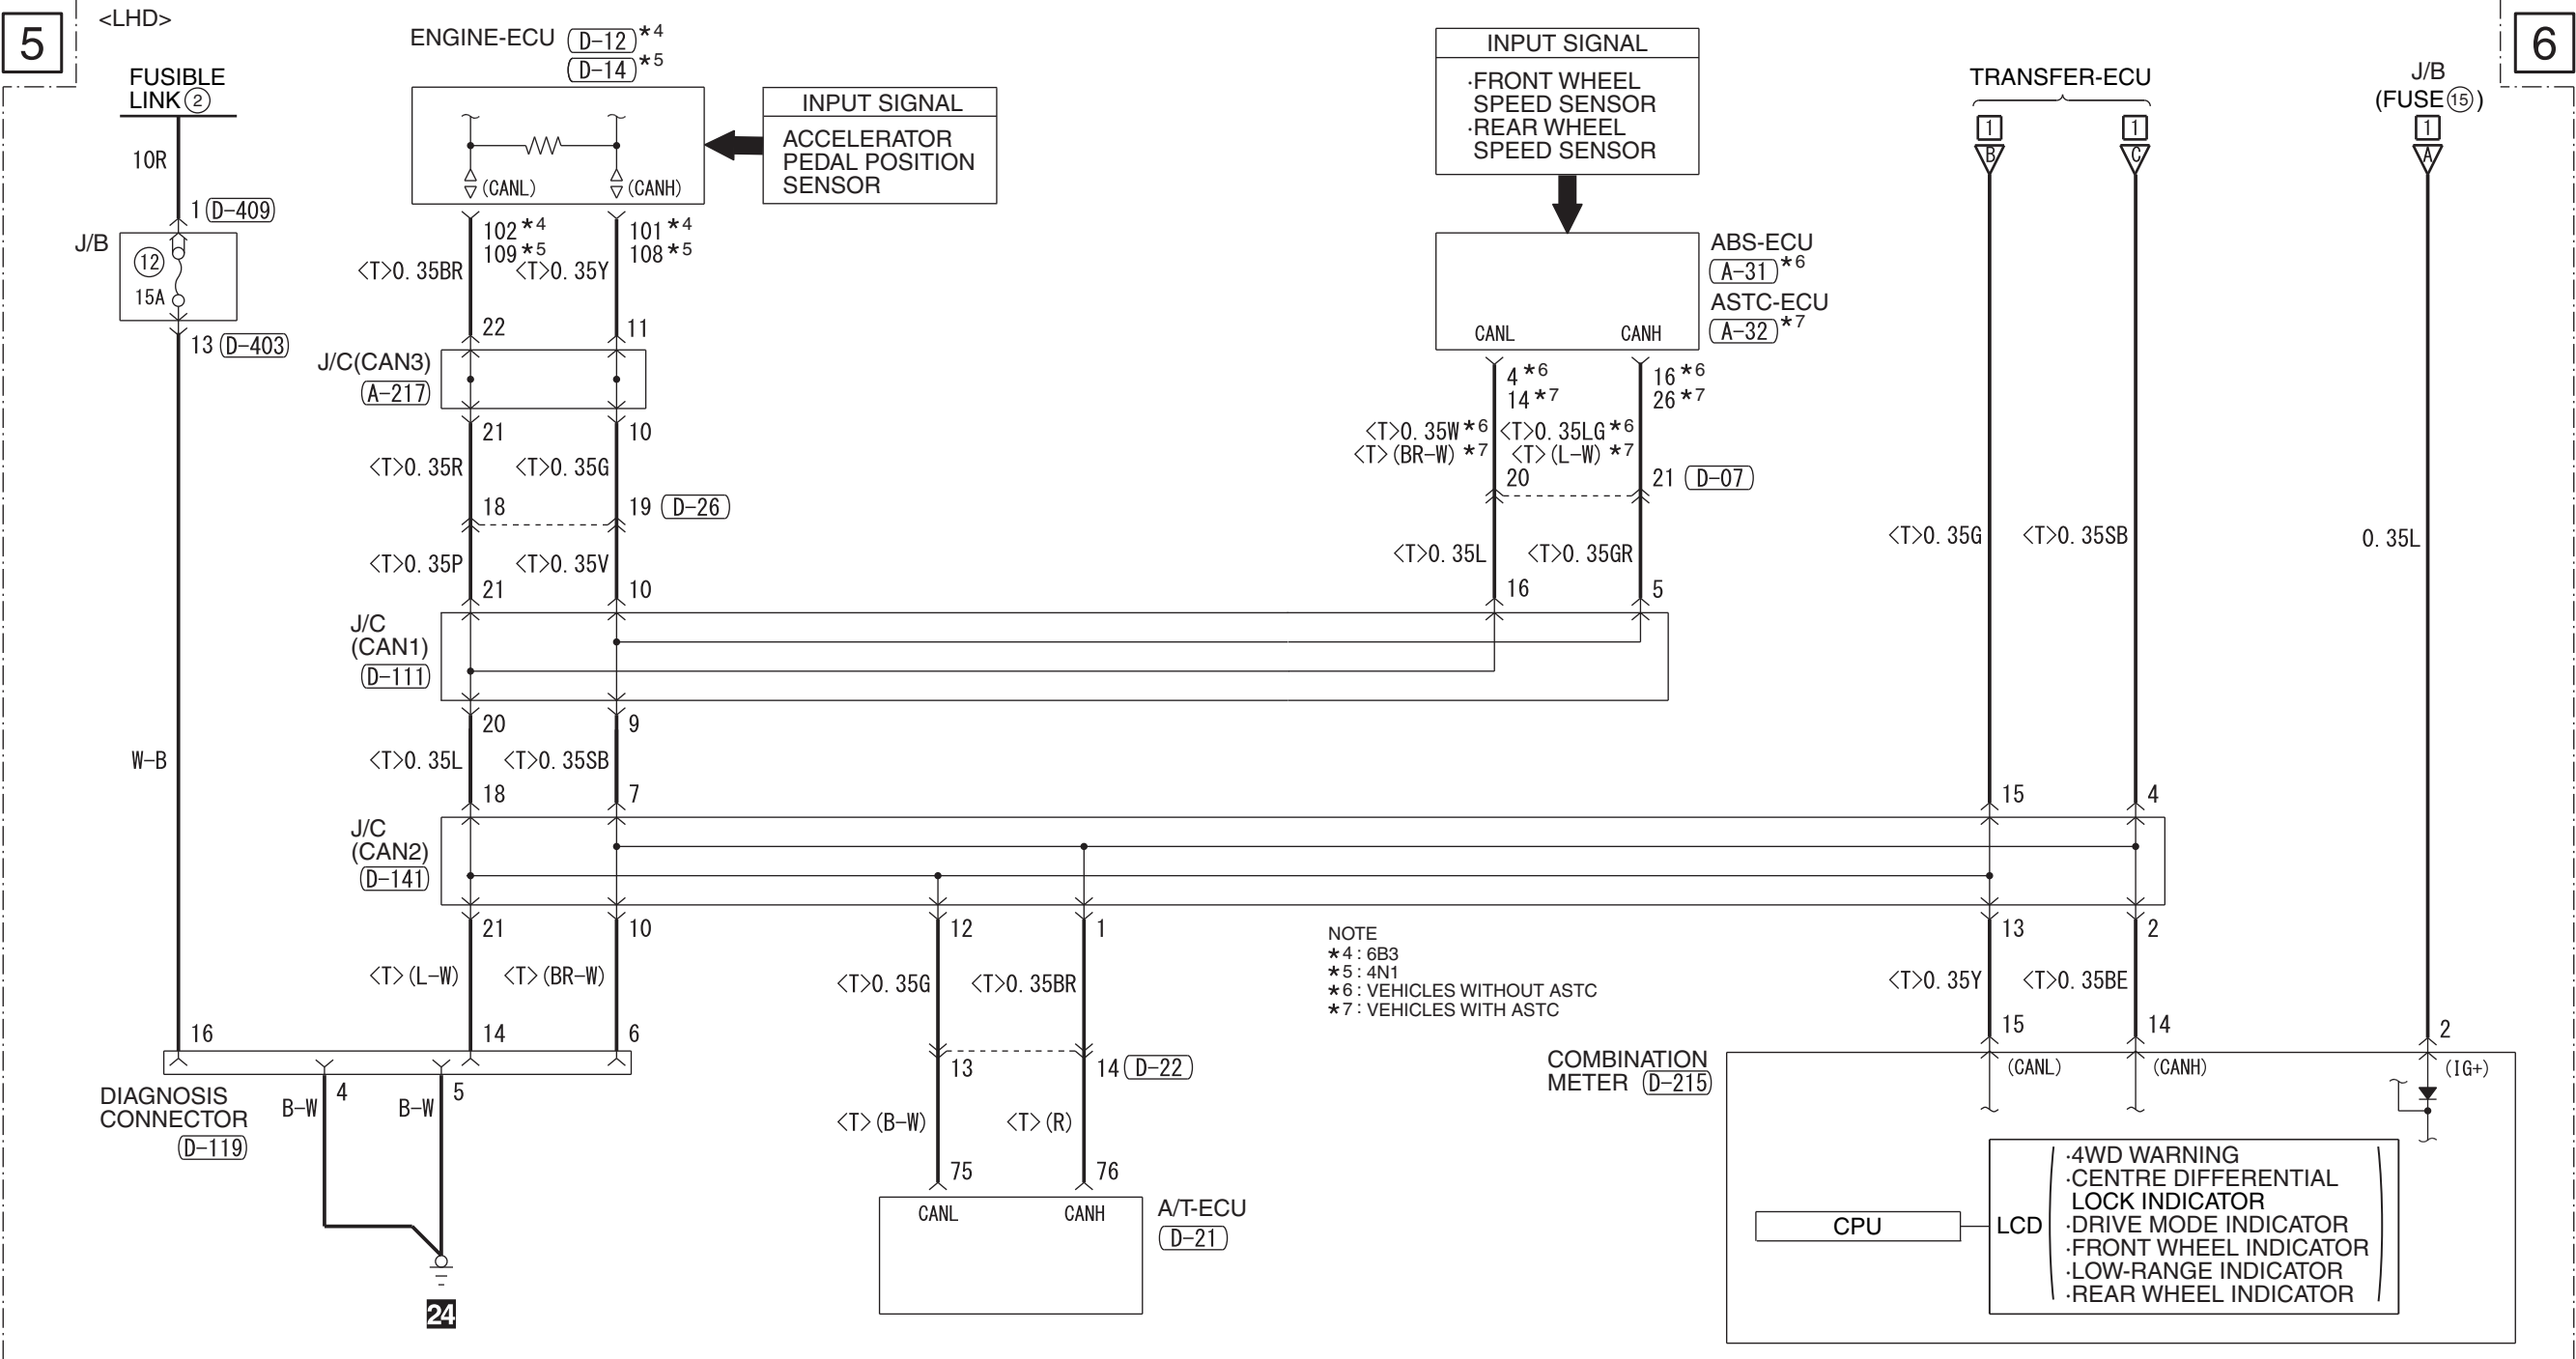 5
<LHD>
FUSIBLE
LINK ②
10R
1 D-409
J/B
12
15A
13 D-403
W-B
16
ENGINE-ECU D-12 *4
D-14 *5
(CANL) (CANH)
INPUT SIGNAL
ACCELERATOR
PEDAL POSITION
SENSOR
102*4 101*4
109*5 108*5
<T>0.35BR <T>0.35Y
22 11
J/C(CAN3)
A-217
21 10
<T>0.35R <T>0.35G
18 19 D-26
<T>0.35P <T>0.35V
21 10
J/C
(CAN1)
D-111
20 9
<T>0.35L <T>0.35SB
18 7
J/C
(CAN2)
D-141
21 10
<T>(L-W) <T>(BR-W)
14 6
DIAGNOSIS
CONNECTOR
D-119
4 5
B-W B-W
24
INPUT SIGNAL
·FRONT WHEEL
SPEED SENSOR
·REAR WHEEL
SPEED SENSOR
ABS-ECU
A-31 *6
ASTC-ECU
A-32 *7
CANL CANH
4*6 16*6
14*7 26*7
<T>0.35W*6 <T>0.35LG*6
<T>(BR-W)*7 <T>(L-W)*7
20 21 D-07
<T>0.35L <T>0.35GR
16 5
12 1
<T>0.35G <T>0.35BR
13 14 D-22
<T>(B-W) <T>(R)
75 76
CANL CANH
A/T-ECU
D-21
NOTE
*4 : 6B3
*5 : 4N1
*6 : VEHICLES WITHOUT ASTC
*7 : VEHICLES WITH ASTC
6
TRANSFER-ECU
1 1
B C
<T>0.35G <T>0.35SB
15 4
13 2
<T>0.35Y <T>0.35BE
15 14
J/B
(FUSE ⑮)
1
A
0.35L
2
COMBINATION
METER D-215
(CANL) (CANH) (IG+)
CPU
LCD
·4WD WARNING
·CENTRE DIFFERENTIAL
LOCK INDICATOR
·DRIVE MODE INDICATOR
·FRONT WHEEL INDICATOR
·LOW-RANGE INDICATOR
·REAR WHEEL INDICATOR